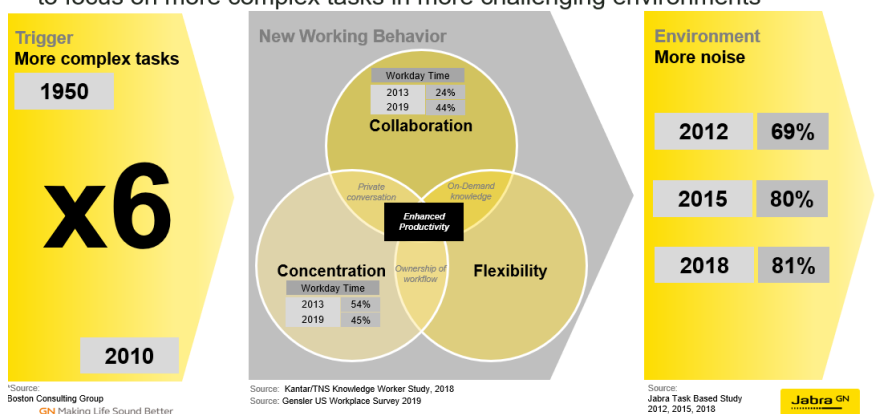 to focus on more complex tasks in more challenging environments
Trigger
More complex tasks
1950
x6
2010
*Source:
Boston Consulting Group
GN Making Life Sound Better
New Working Behavior
Workday Time
2013 24%
2019 44%
Collaboration
Private
conversation
On-Demand
knowledge
Enhanced
Productivity
Concentration
Workday Time
2013 54%
2019 45%
Ownership of
workflow
Flexibility
Source: Kantar/TNS Knowledge Worker Study, 2018
Source: Gensler US Workplace Survey 2019
Environment
More noise
2012 69%
2015 80%
2018 81%
Source:
Jabra Task Based Study
2012, 2015, 2018
Jabra GN